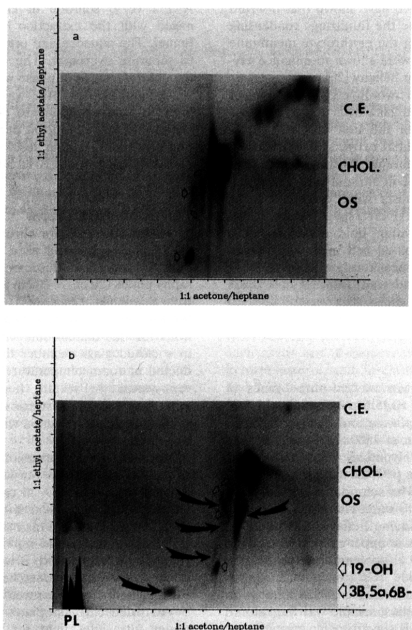 a
1:1 ethyl acetate/heptane
C.E.
CHOL.
OS
1:1 acetone/heptane
b
1:1 ethyl acetate/heptane
C.E.
CHOL.
OS
19-OH
3B,5a,6B-
PL
1:1 acetone/heptane